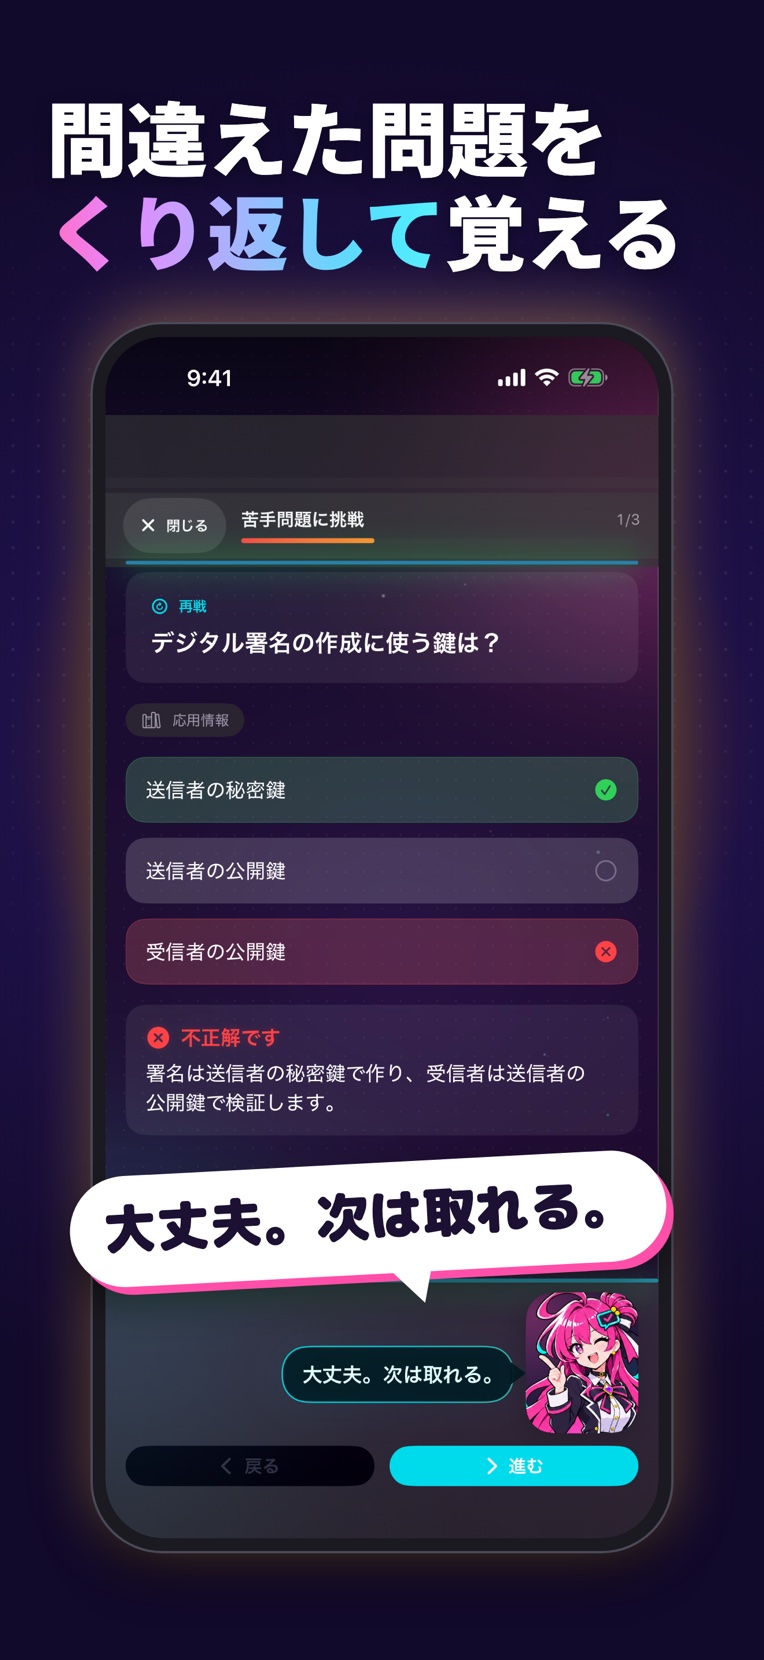 間違えた問題を
くり返して覚える
9:41
閉じる
苦手問題に挑戦
1/3
再戦
デジタル署名の作成に使う鍵は？
応用情報
送信者の秘密鍵
送信者の公開鍵
受信者の公開鍵
不正解です
署名は送信者の秘密鍵で作り、受信者は送信者の
公開鍵で検証します。
大丈夫。次は取れる。
大丈夫。次は取れる。
戻る
進む